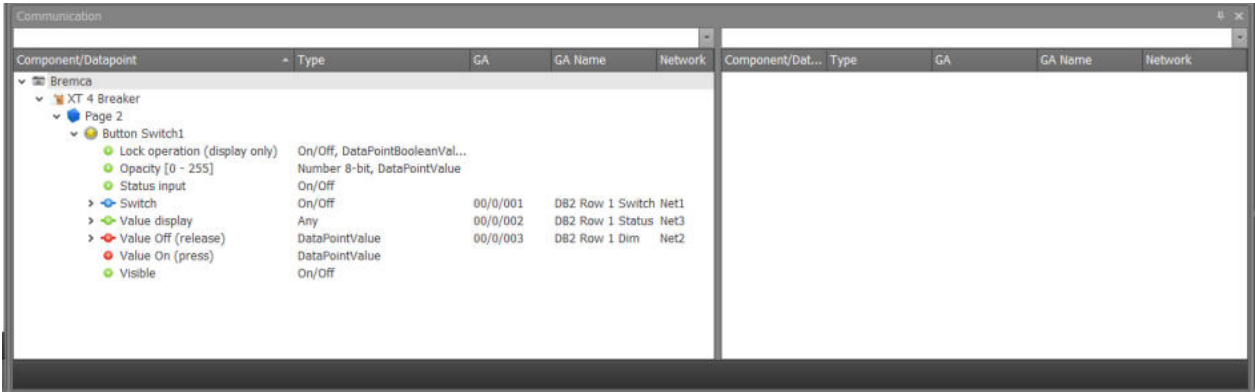 Communication
Component/Datapoint Type GA GA Name Network Component/Dat... Type GA GA Name Network
Bremca
XT 4 Breaker
Page 2
Button Switch1
Lock operation (display only) On/Off, DataPointBooleanVal...
Opacity [0 - 255] Number 8-bit, DataPointValue
Status input On/Off
Switch On/Off 00/0/001 DB2 Row 1 Switch Net1
Value display Any 00/0/002 DB2 Row 1 Status Net3
Value Off (release) DataPointValue 00/0/003 DB2 Row 1 Dim Net2
Value On (press) DataPointValue
Visible On/Off